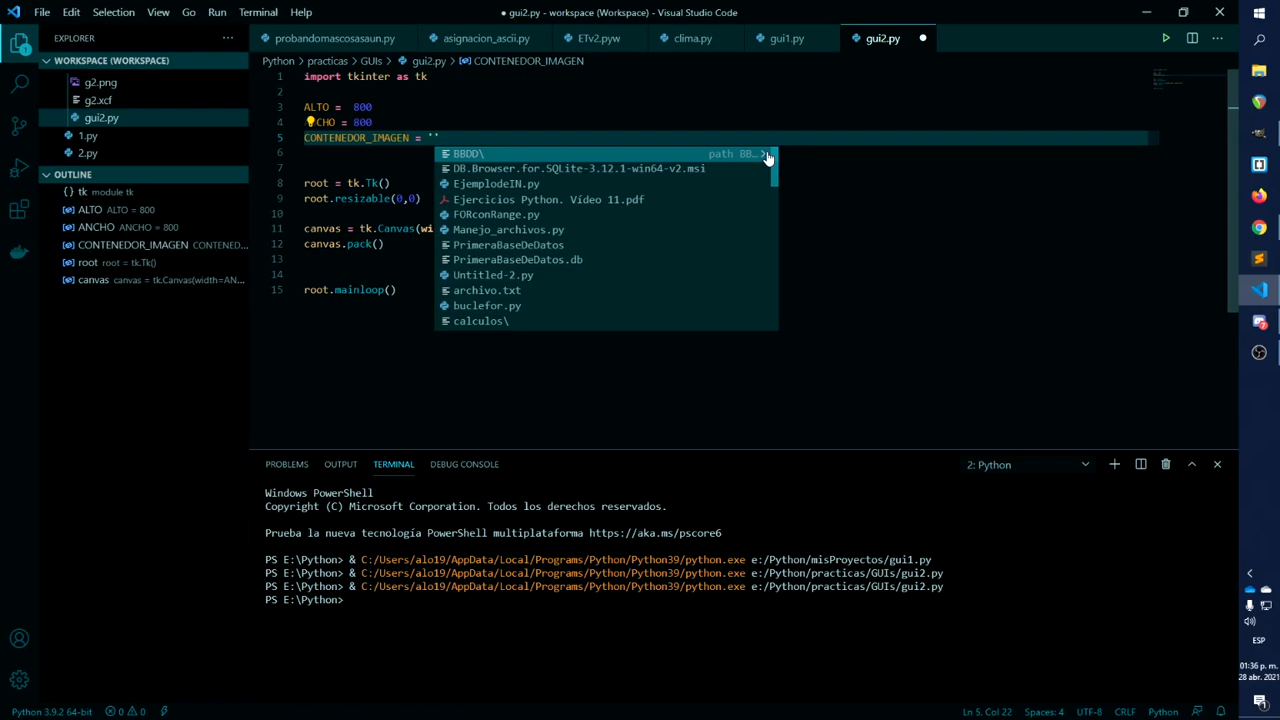 File Edit Selection View Go Run Terminal Help
● gui2.py - workspace (Workspace) - Visual Studio Code
EXPLORER
probandomascosasaun.py asignacion_ascii.py ETv2.pyw clima.py gui1.py gui2.py
WORKSPACE (WORKSPACE)
g2.png
g2.xcf
gui2.py
1.py
2.py
OUTLINE
tk module tk
ALTO ALTO = 800
ANCHO ANCHO = 800
CONTENEDOR_IMAGEN CONTENED...
root root = tk.Tk()
canvas canvas = tk.Canvas(width=AN...
Python > practicas > GUIs > gui2.py > CONTENEDOR_IMAGEN
1 import tkinter as tk
2
3 ALTO = 800
4 CHO = 800
5 CONTENEDOR_IMAGEN = ''
6
7
8 root = tk.Tk()
9 root.resizable(0,0)
10
11 canvas = tk.Canvas(wi
12 canvas.pack()
13
14
15 root.mainloop()
BBDD\ path BB...
DB.Browser.for.SQLite-3.12.1-win64-v2.msi
EjemplodeIN.py
Ejercicios Python. Vídeo 11.pdf
FORconRange.py
Manejo_archivos.py
PrimeraBaseDeDatos
PrimeraBaseDeDatos.db
Untitled-2.py
archivo.txt
buclefor.py
calculos\
PROBLEMS OUTPUT TERMINAL DEBUG CONSOLE 2: Python
Windows PowerShell
Copyright (C) Microsoft Corporation. Todos los derechos reservados.
Prueba la nueva tecnología PowerShell multiplataforma https://aka.ms/pscore6
PS E:\Python> & C:/Users/alo19/AppData/Local/Programs/Python/Python39/python.exe e:/Python/misProyectos/gui1.py
PS E:\Python> & C:/Users/alo19/AppData/Local/Programs/Python/Python39/python.exe e:/Python/practicas/GUIs/gui2.py
PS E:\Python> & C:/Users/alo19/AppData/Local/Programs/Python/Python39/python.exe e:/Python/practicas/GUIs/gui2.py
PS E:\Python>
Python 3.9.2 64-bit 0 0 Ln 5, Col 22 Spaces: 4 UTF-8 CRLF Python
ESP
01:36 p. m.
28 abr. 2021